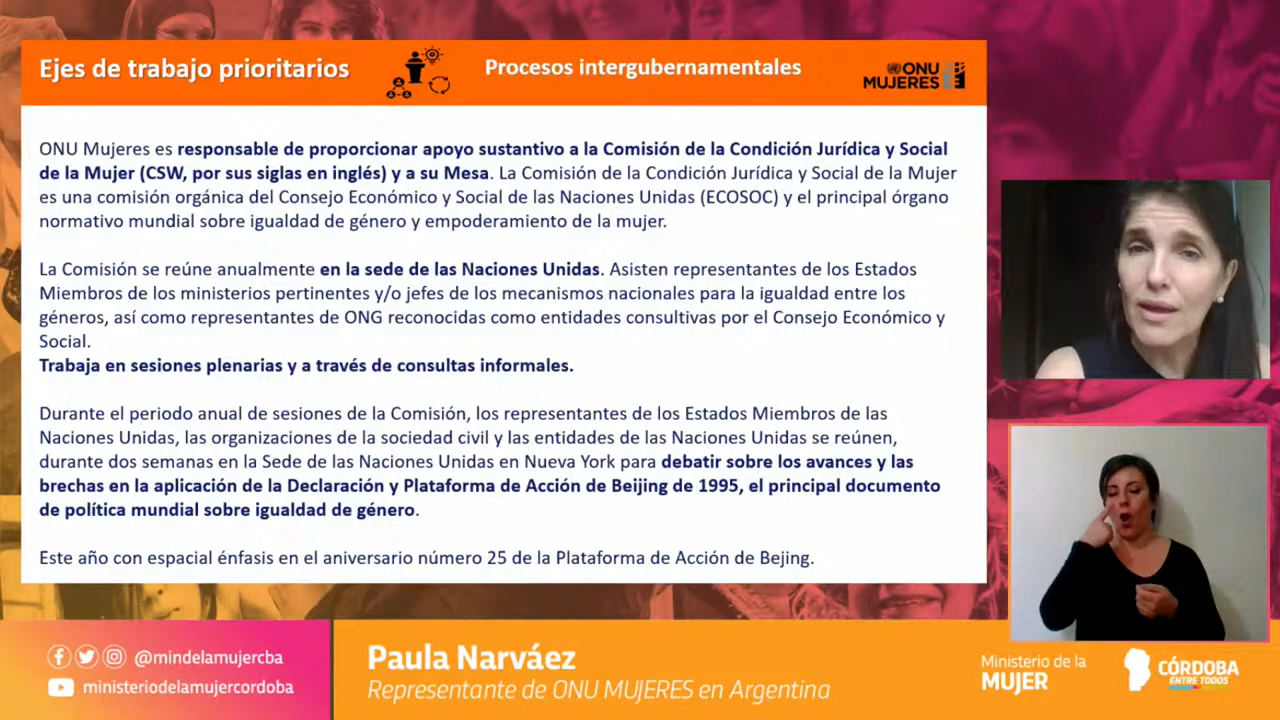 Ejes de trabajo prioritarios
Procesos intergubernamentales
ONU
MUJERES
ONU Mujeres es responsable de proporcionar apoyo sustantivo a la Comisión de la Condición Jurídica y Social
de la Mujer (CSW, por sus siglas en inglés) y a su Mesa. La Comisión de la Condición Jurídica y Social de la Mujer
es una comisión orgánica del Consejo Económico y Social de las Naciones Unidas (ECOSOC) y el principal órgano
normativo mundial sobre igualdad de género y empoderamiento de la mujer.
La Comisión se reúne anualmente en la sede de las Naciones Unidas. Asisten representantes de los Estados
Miembros de los ministerios pertinentes y/o jefes de los mecanismos nacionales para la igualdad entre los
géneros, así como representantes de ONG reconocidas como entidades consultivas por el Consejo Económico y
Social.
Trabaja en sesiones plenarias y a través de consultas informales.
Durante el periodo anual de sesiones de la Comisión, los representantes de los Estados Miembros de las
Naciones Unidas, las organizaciones de la sociedad civil y las entidades de las Naciones Unidas se reúnen,
durante dos semanas en la Sede de las Naciones Unidas en Nueva York para debatir sobre los avances y las
brechas en la aplicación de la Declaración y Plataforma de Acción de Beijing de 1995, el principal documento
de política mundial sobre igualdad de género.
Este año con espacial énfasis en el aniversario número 25 de la Plataforma de Acción de Bejing.
@mindelamujercba
ministeriodelamujercordoba
Paula Narváez
Representante de ONU MUJERES en Argentina
Ministerio de la
MUJER
CÓRDOBA
ENTRE TODOS